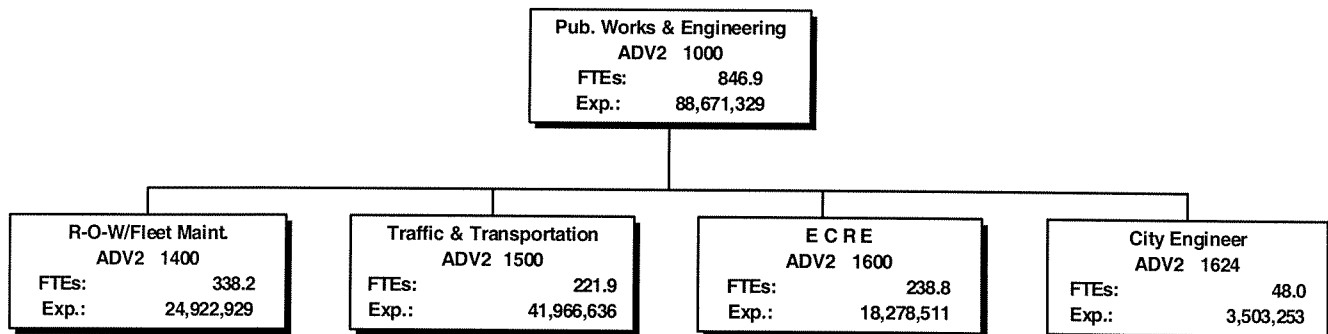 Pub. Works & Engineering
ADV2 1000
FTEs: 846.9
Exp.: 88,671,329
R-O-W/Fleet Maint.
ADV2 1400
FTEs: 338.2
Exp.: 24,922,929
Traffic & Transportation
ADV2 1500
FTEs: 221.9
Exp.: 41,966,636
E C R E
ADV2 1600
FTEs: 238.8
Exp.: 18,278,511
City Engineer
ADV2 1624
FTEs: 48.0
Exp.: 3,503,253